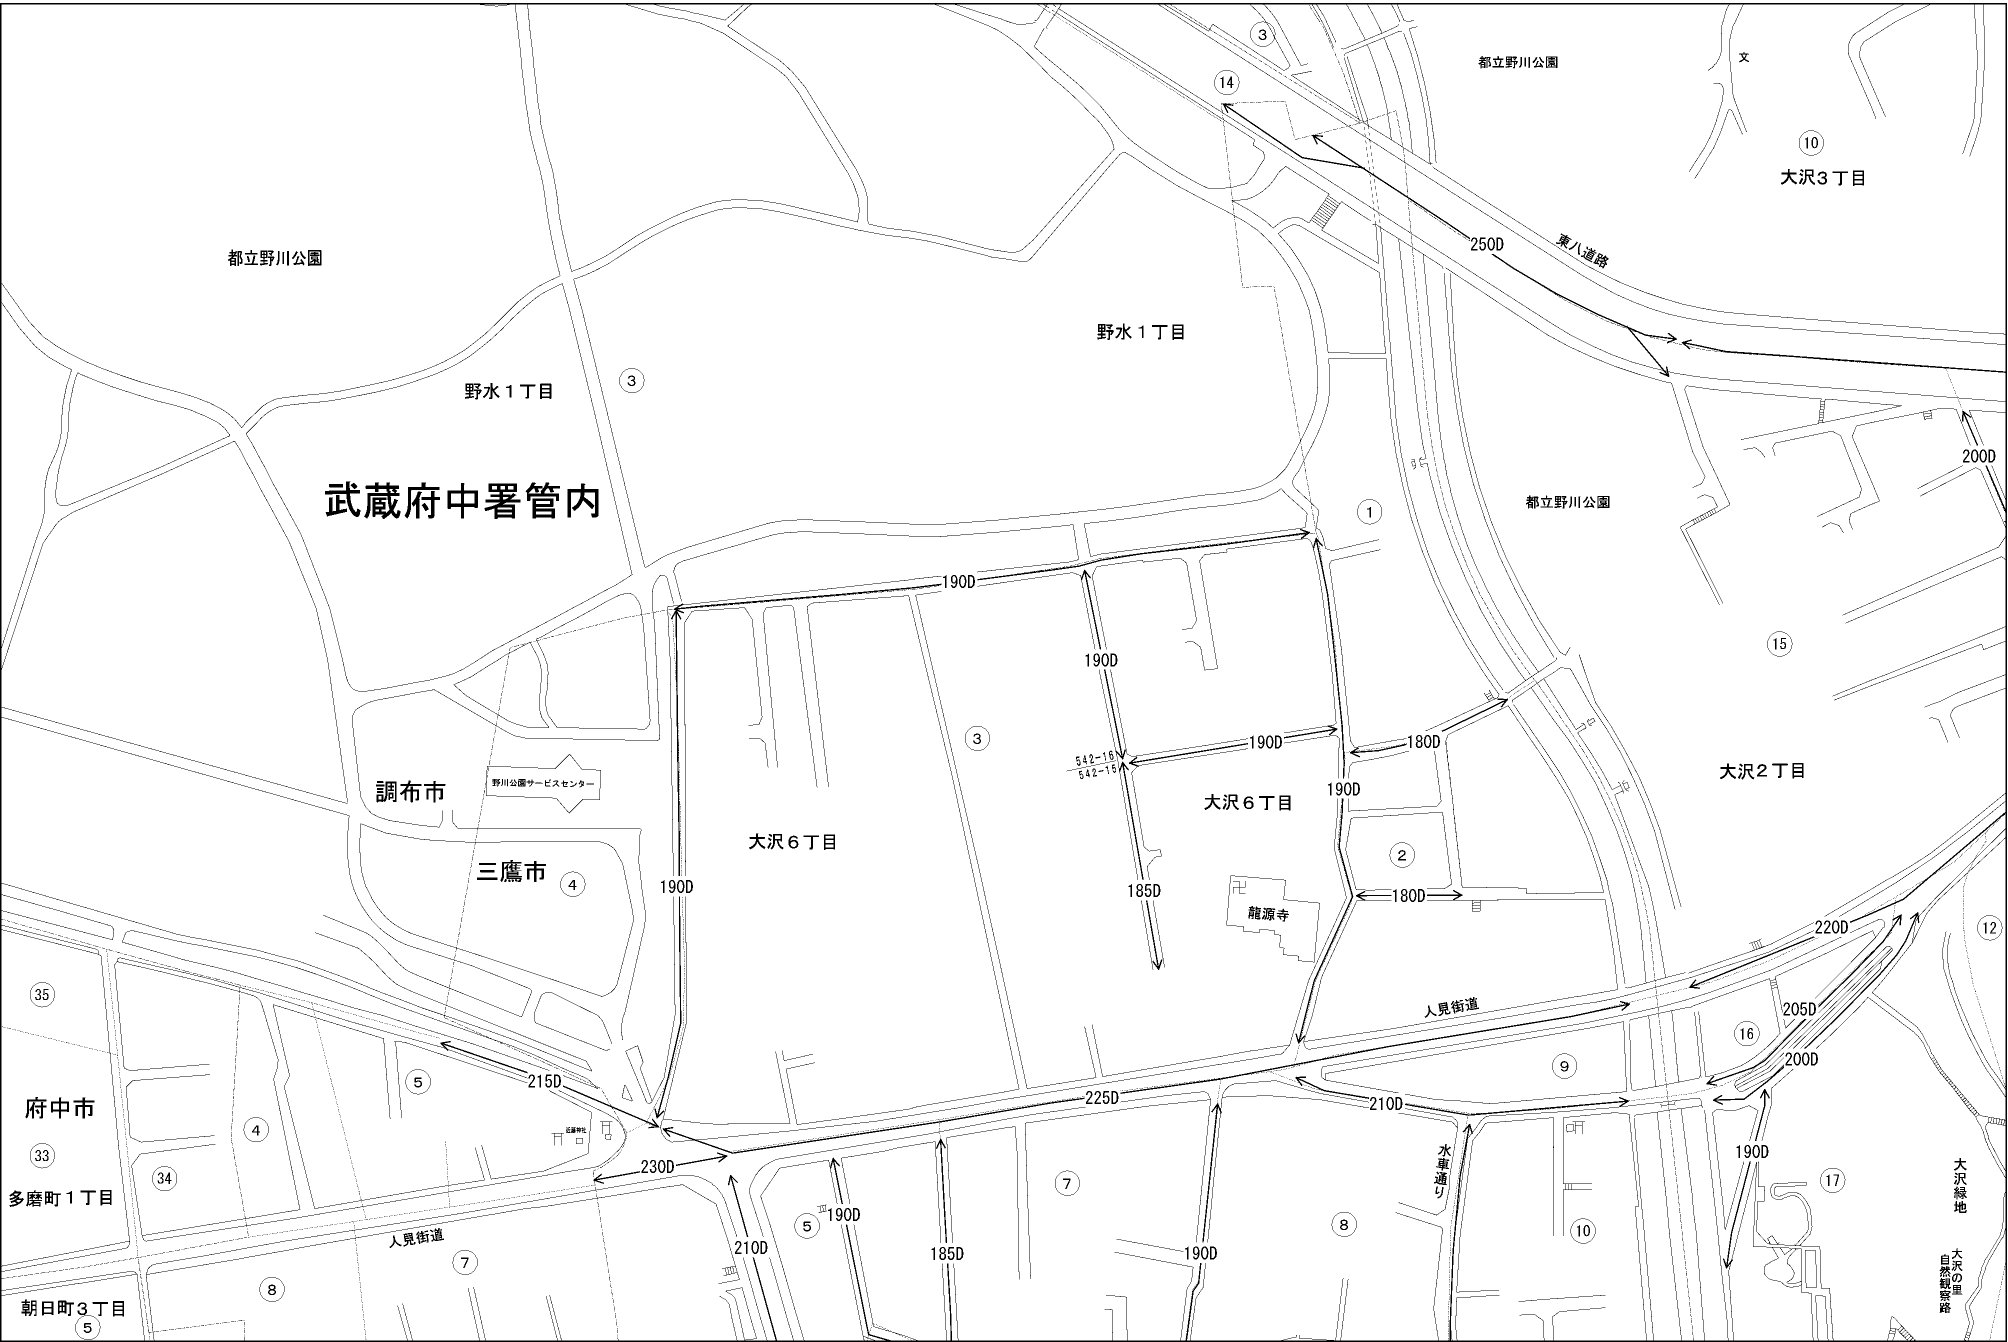 ③
都立野川公園
文
⑭
⑩
大沢３丁目
250D
東八道路
都立野川公園
野水１丁目
野水１丁目
③
200D
武蔵府中署管内
都立野川公園
①
190D
⑮
190D
③
190D
180D
542-16
542-15
大沢２丁目
野川公園サービスセンター
調布市
190D
大沢６丁目
大沢６丁目
②
三鷹市
④
190D
185D
180D
龍源寺
220D
⑫
㉟
人見街道
205D
⑯
200D
⑨
215D
⑤
225D
210D
府中市
④
近藤神社
190D
㉝
㉞
230D
水車通り
大沢緑地
⑰
多磨町１丁目
⑦
190D
⑤
⑧
⑩
人見街道
210D
185D
190D
⑦
大沢の里
自然観察路
⑧
朝日町３丁目
⑤